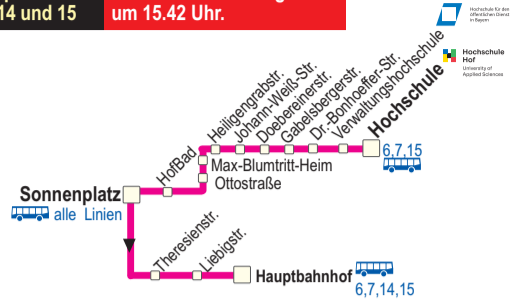 14 und 15
um 15.42 Uhr.
Hochschule für den
öffentlichen Dienst
in Bayern
Hochschule
Hof
University of
Applied Sciences
Heiligengrabstr.
Johann-Weiß-Str.
Doebereinerstr.
Gabelsbergerstr.
Dr.-Bonhoeffer-Str.
Verwaltungshochschule
Hochschule
6,7,15
HofBad
Max-Blumtritt-Heim
Ottostraße
Sonnenplatz
alle Linien
Theresienstr.
Liebigstr.
Hauptbahnhof
6,7,14,15